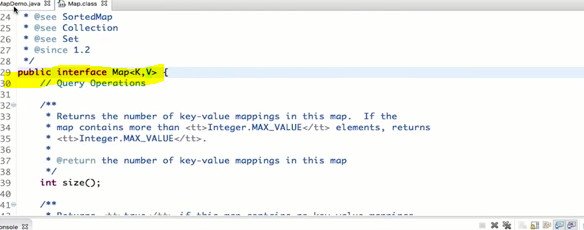 MapDemo.java Map.class
24 * @see SortedMap
25 * @see Collection
26 * @see Set
27 * @since 1.2
28 */
29 public interface Map<K,V> {
30 // Query Operations
31
32 /**
33 * Returns the number of key-value mappings in this map. If the
34 * map contains more than <tt>Integer.MAX_VALUE</tt> elements, returns
35 * <tt>Integer.MAX_VALUE</tt>.
36 *
37 * @return the number of key-value mappings in this map
38 */
39 int size();
40
41 /**